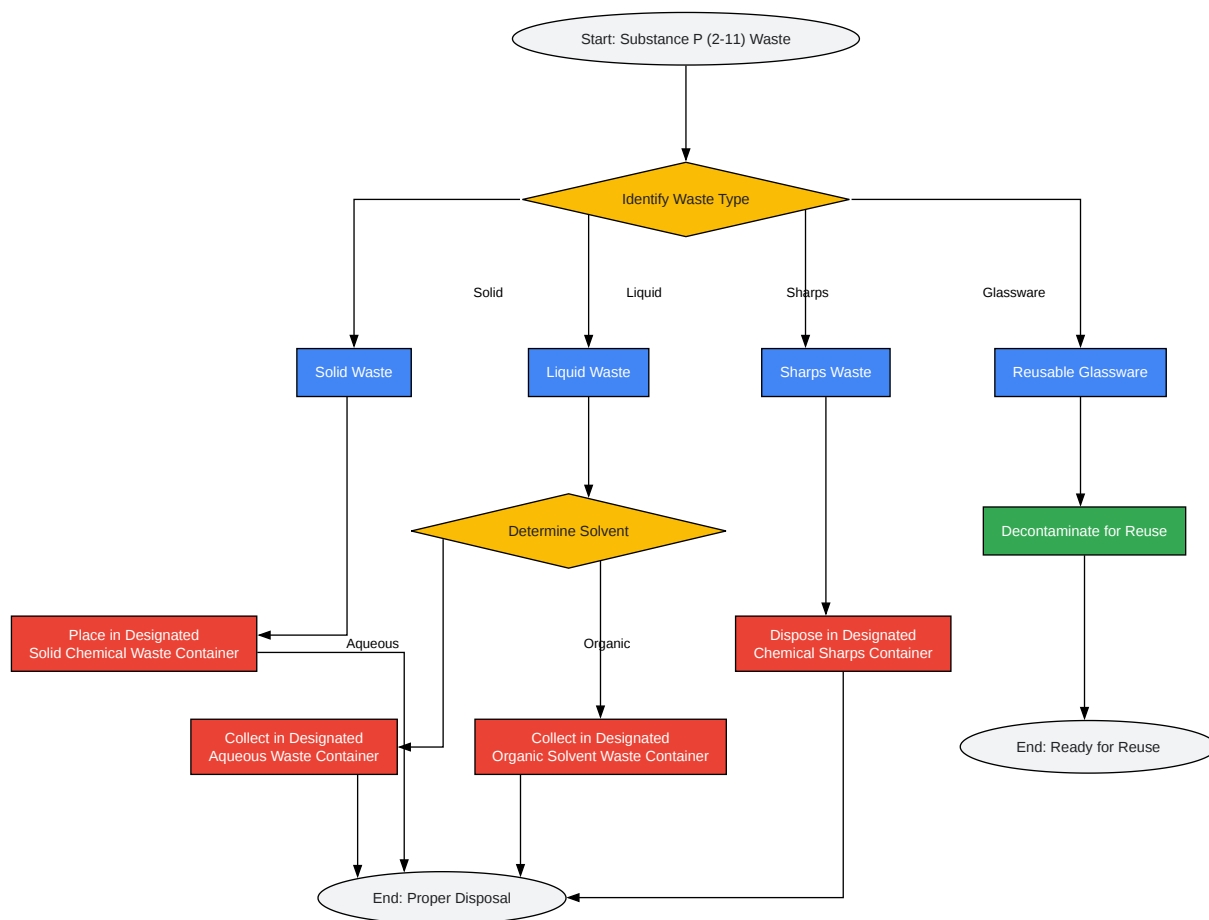 Start: Substance P (2-11) Waste
Identify Waste Type
Solid
Liquid
Sharps
Glassware
Solid Waste
Liquid Waste
Sharps Waste
Reusable Glassware
Determine Solvent
Decontaminate for Reuse
Place in Designated
Solid Chemical Waste Container
Aqueous
Organic
Dispose in Designated
Chemical Sharps Container
Collect in Designated
Aqueous Waste Container
Collect in Designated
Organic Solvent Waste Container
End: Ready for Reuse
End: Proper Disposal